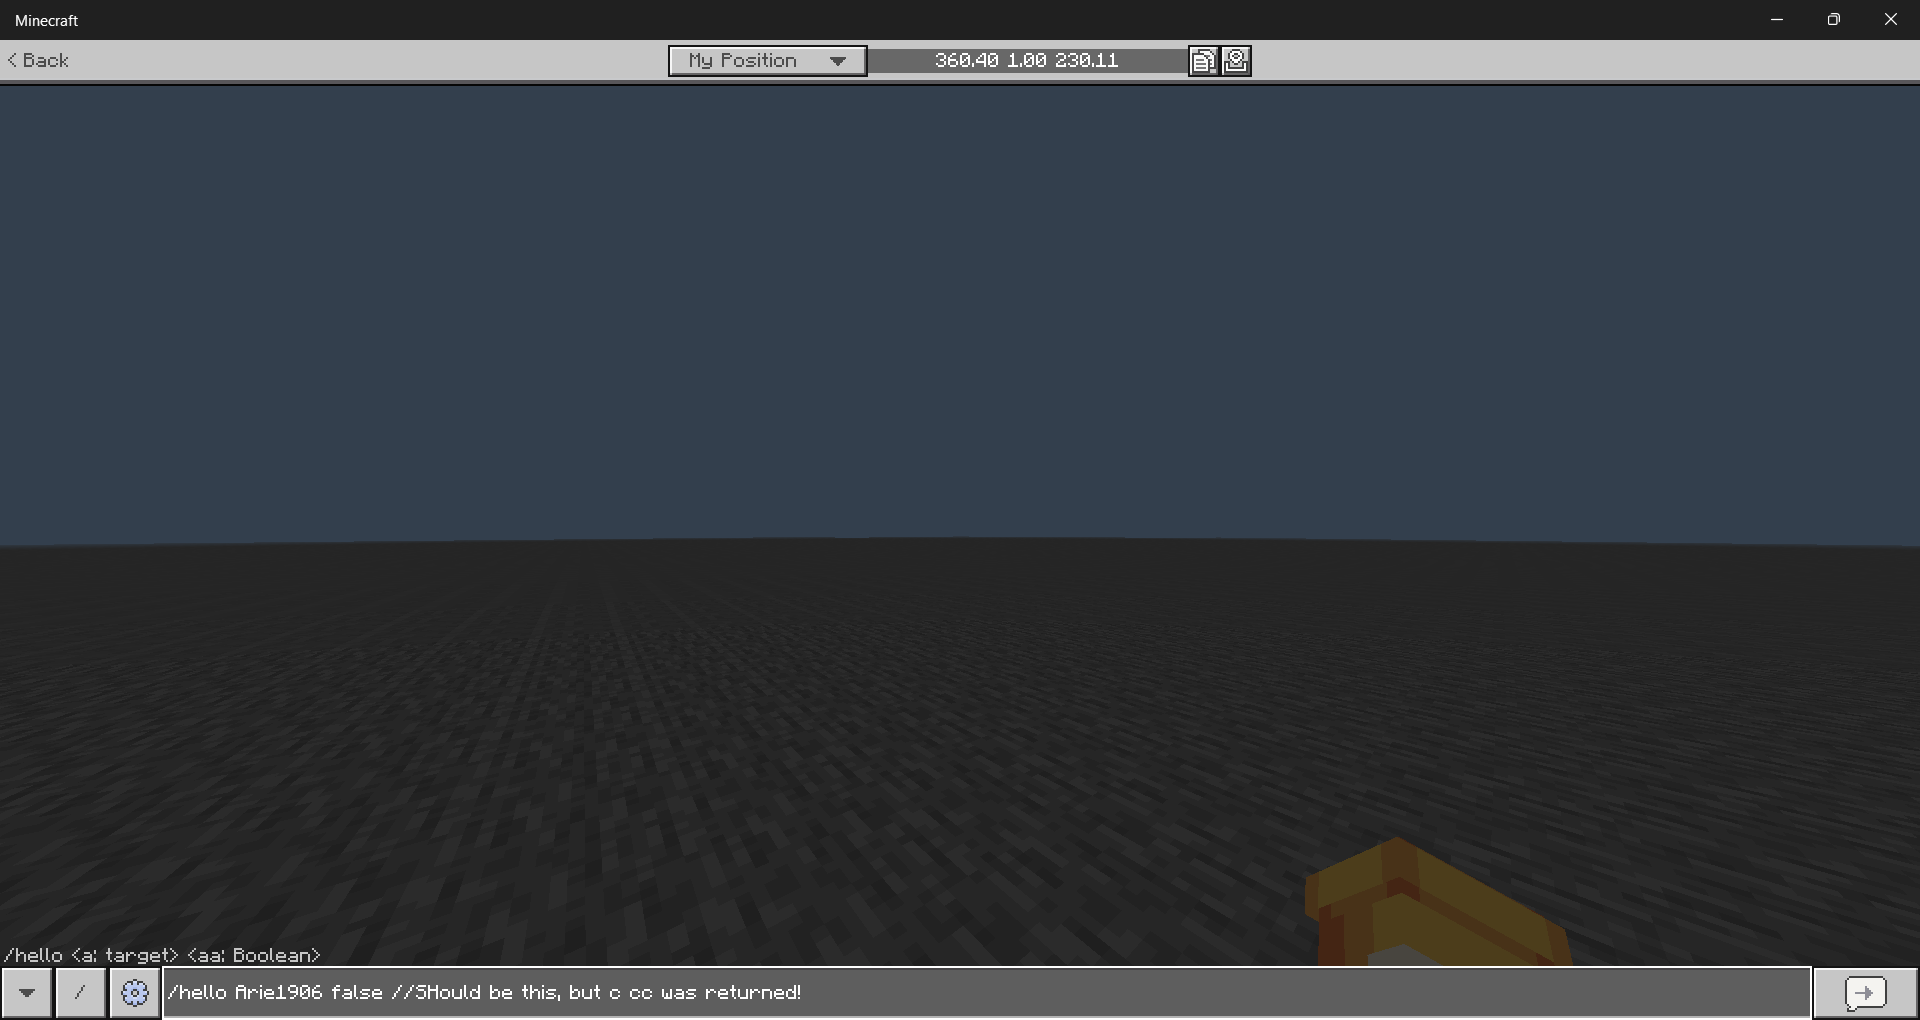 Minecraft
< Back
My Position
360.40 1.00 230.11
/hello <a: target> <aa: Boolean>
/
/hello Arie1906 false //SHould be this, but c cc was returned!